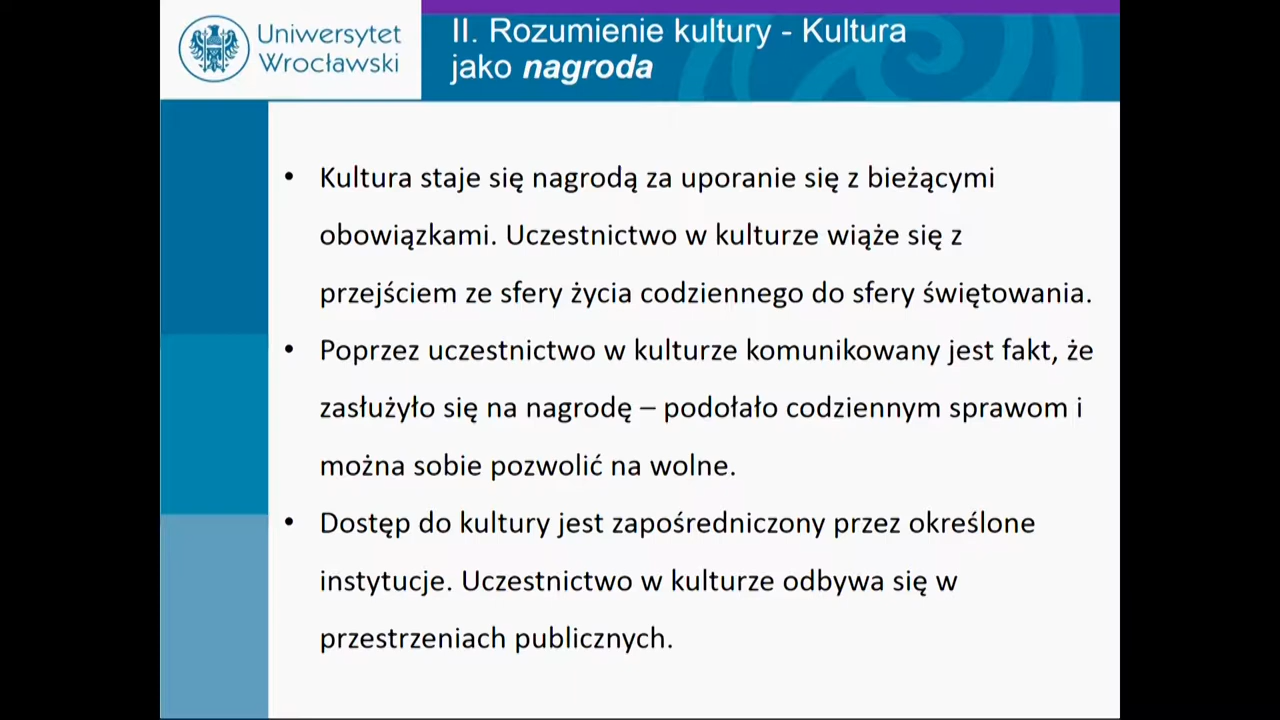 Uniwersytet
Wrocławski
II. Rozumienie kultury - Kultura
jako nagroda
• Kultura staje się nagrodą za uporanie się z bieżącymi
obowiązkami. Uczestnictwo w kulturze wiąże się z
przejściem ze sfery życia codziennego do sfery świętowania.
• Poprzez uczestnictwo w kulturze komunikowany jest fakt, że
zasłużyło się na nagrodę – podołało codziennym sprawom i
można sobie pozwolić na wolne.
• Dostęp do kultury jest zapośredniczony przez określone
instytucje. Uczestnictwo w kulturze odbywa się w
przestrzeniach publicznych.